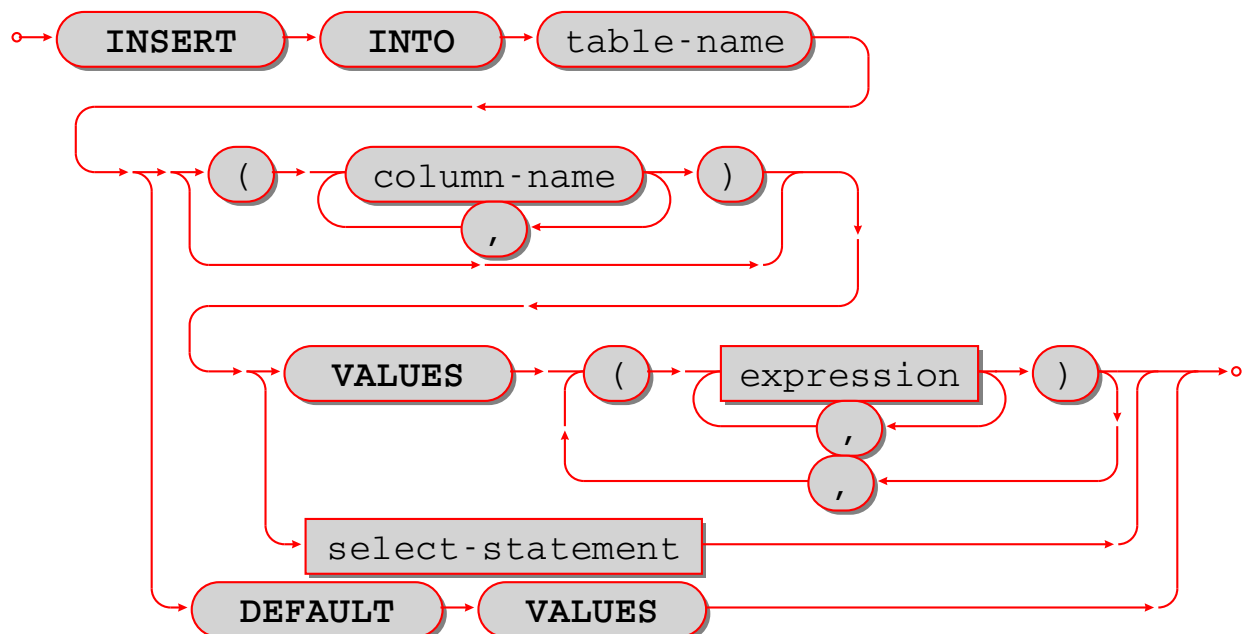 INSERT INTO table-name
( column-name )
,
VALUES ( expression )
,
,
select-statement
DEFAULT VALUES